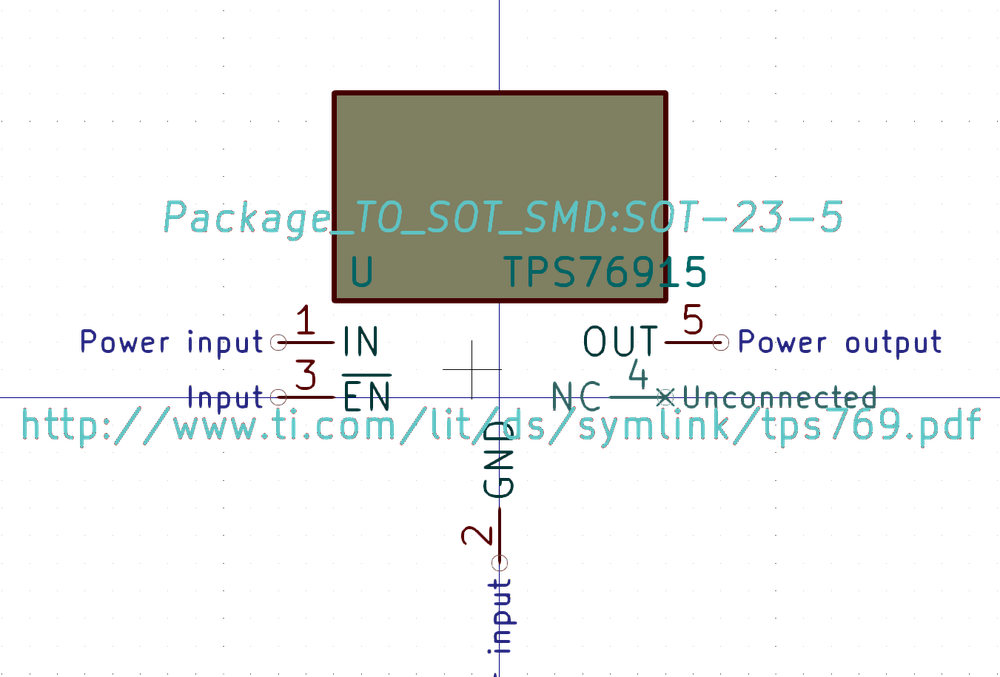 Package_TO_SOT_SMD:SOT-23-5
U TPS76915
Power input 1 IN OUT 5 Power output
Input 3 EN NC 4 Unconnected
http://www.ti.com/lit/ds/symlink/tps769.pdf
GND
2
input